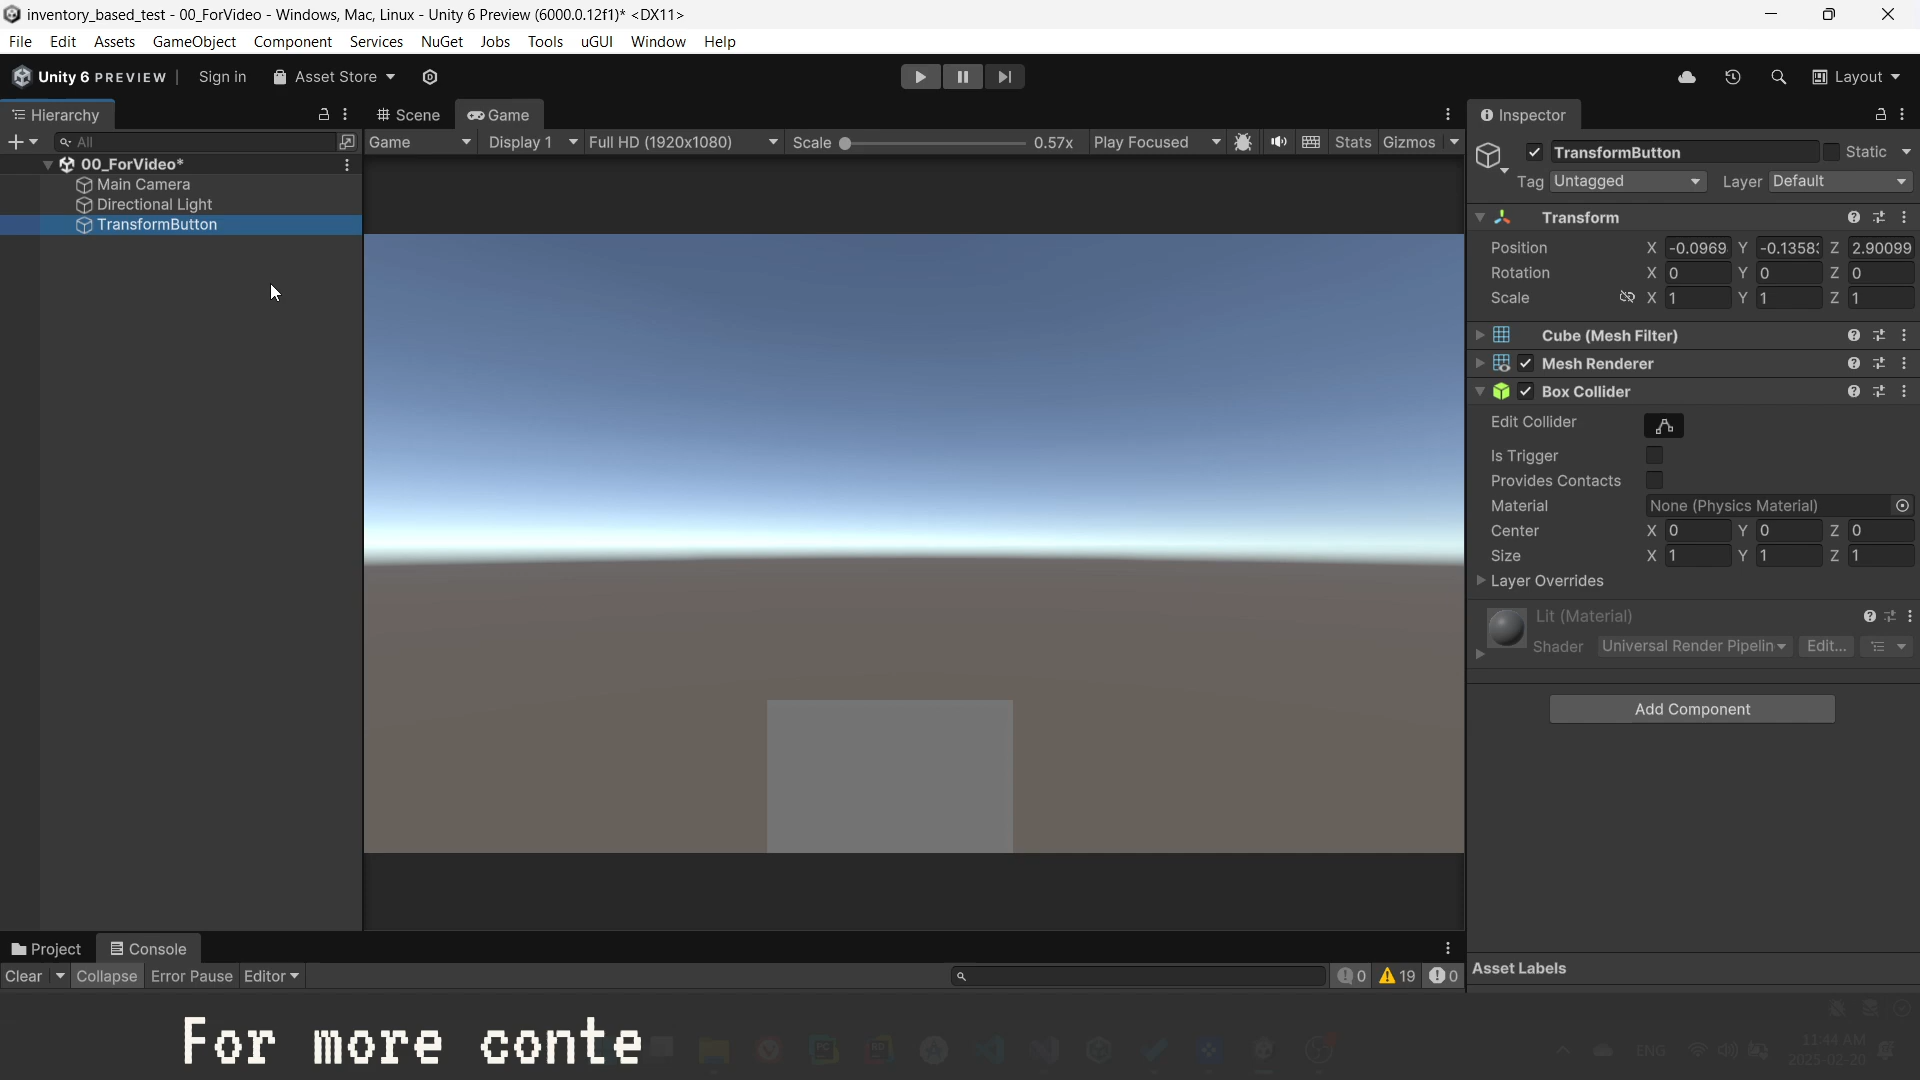 inventory_based_test - 00_ForVideo - Windows, Mac, Linux - Unity 6 Preview (6000.0.12f1)* <DX11>
File Edit Assets GameObject Component Services NuGet Jobs Tools uGUI Window Help
Unity 6 PREVIEW Sign in Asset Store Layout
Hierarchy
All
00_ForVideo*
Main Camera
Directional Light
TransformButton
Scene Game
Game Display 1 Full HD (1920x1080) Scale 0.57x Play Focused Stats Gizmos
Inspector
TransformButton Static
Tag Untagged Layer Default
Transform
Position X -0.0969 Y -0.1358 Z 2.90099
Rotation X 0 Y 0 Z 0
Scale X 1 Y 1 Z 1
Cube (Mesh Filter)
Mesh Renderer
Box Collider
Edit Collider
Is Trigger
Provides Contacts
Material None (Physics Material)
Center X 0 Y 0 Z 0
Size X 1 Y 1 Z 1
Layer Overrides
Lit (Material)
Shader Universal Render Pipelin Edit...
Add Component
Asset Labels
Project Console
Clear Collapse Error Pause Editor 0 19 0
For more conte
ENG
11:44 AM
2025-02-20